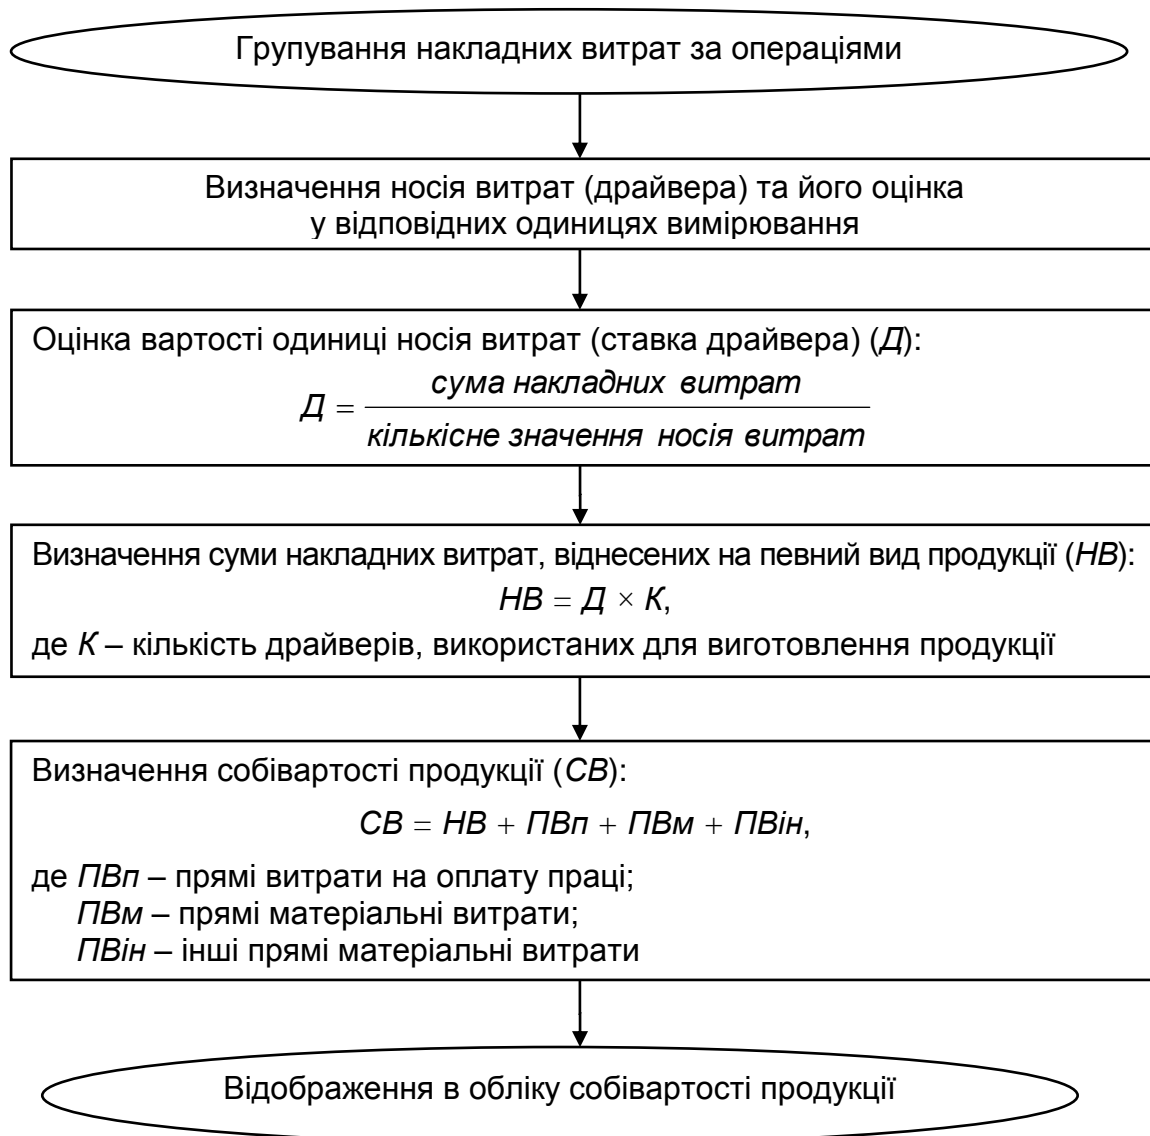 Групування накладних витрат за операціями
Визначення носія витрат (драйвера) та його оцінка
у відповідних одиницях вимірювання
Оцінка вартості одиниці носія витрат (ставка драйвера) (Д):
Д = сума накладних витрат
кількісне значення носія витрат
Визначення суми накладних витрат, віднесених на певний вид продукції (НВ):
НВ = Д × К,
де К – кількість драйверів, використаних для виготовлення продукції
Визначення собівартості продукції (СВ):
СВ = НВ + ПВп + ПВм + ПВін,
де ПВп – прямі витрати на оплату праці;
ПВм – прямі матеріальні витрати;
ПВін – інші прямі матеріальні витрати
Відображення в обліку собівартості продукції